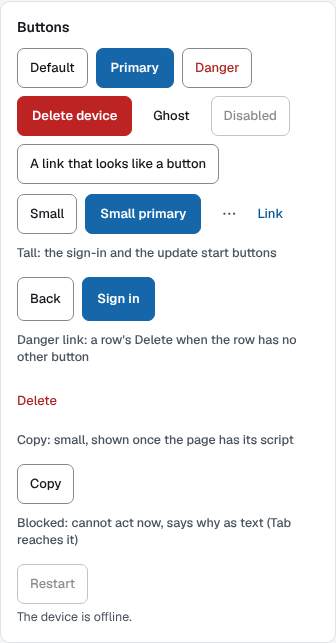 Buttons
Default
Primary
Danger
Delete device
Ghost
Disabled
A link that looks like a button
Small
Small primary
···
Link
Tall: the sign-in and the update start buttons
Back
Sign in
Danger link: a row's Delete when the row has no
other button
Delete
Copy: small, shown once the page has its script
Copy
Blocked: cannot act now, says why as text (Tab
reaches it)
Restart
The device is offline.